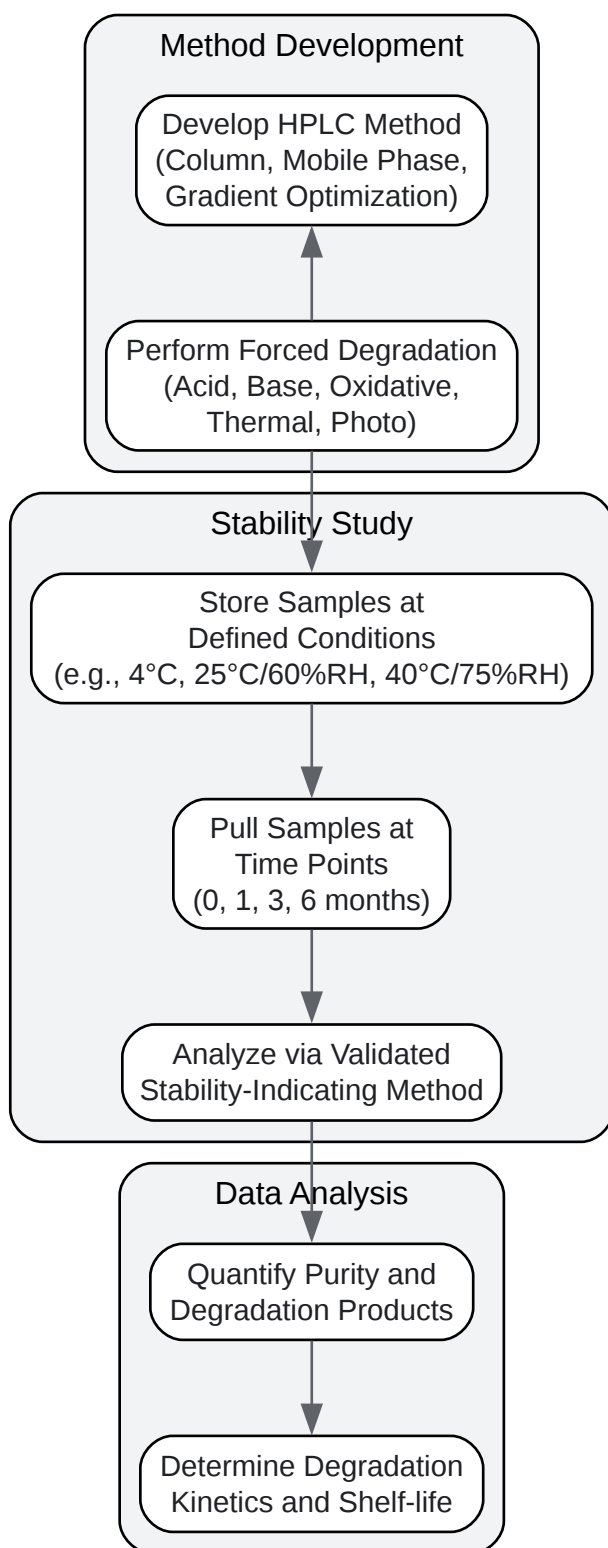 Method Development
Develop HPLC Method
(Column, Mobile Phase,
Gradient Optimization)
Perform Forced Degradation
(Acid, Base, Oxidative,
Thermal, Photo)
Stability Study
Store Samples at
Defined Conditions
(e.g., 4°C, 25°C/60%RH, 40°C/75%RH)
Pull Samples at
Time Points
(0, 1, 3, 6 months)
Analyze via Validated
Stability-Indicating Method
Data Analysis
Quantify Purity and
Degradation Products
Determine Degradation
Kinetics and Shelf-life